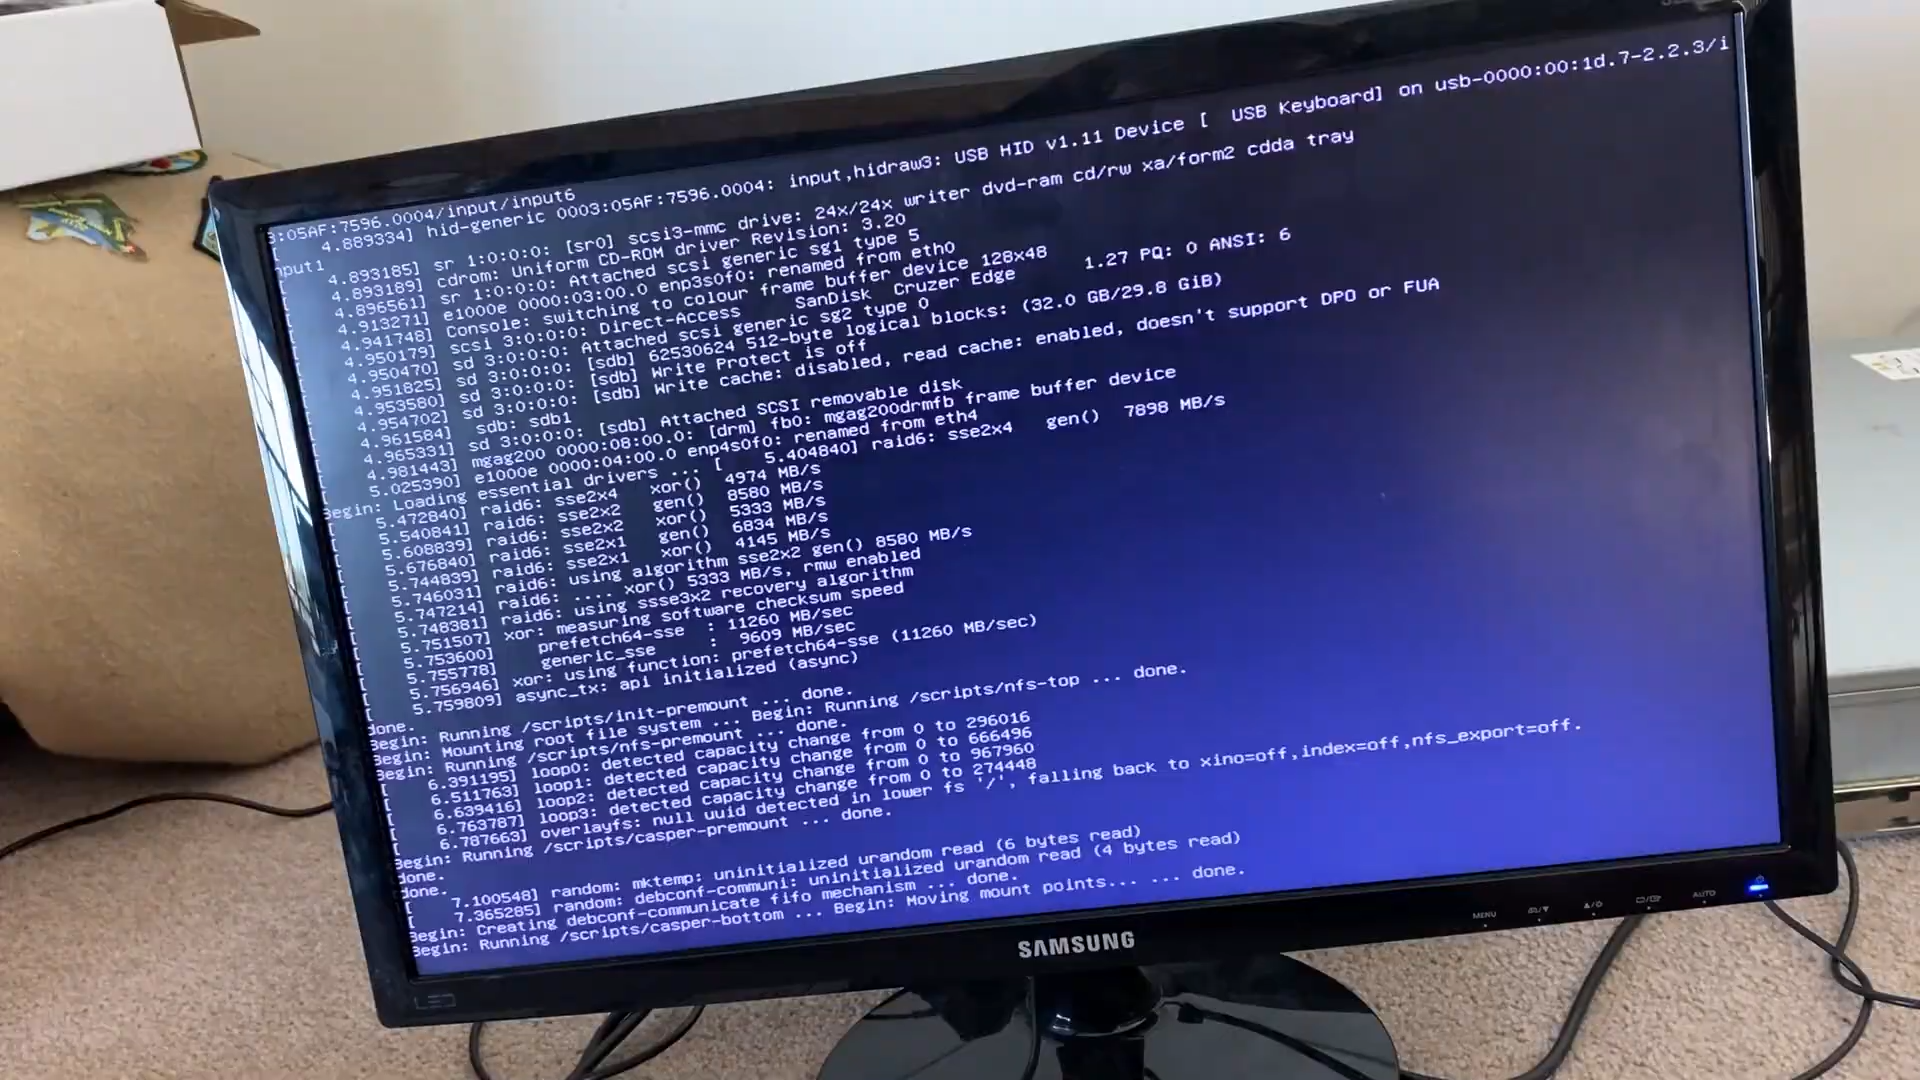 3:05AF:7596.0004/input/input6
[    4.889334] hid-generic 0003:05AF:7596.0004: input,hidraw3: USB HID v1.11 Device [  USB Keyboard] on usb-0000:00:1d.7-2.2.3/i
nput1
[    4.893185] sr 1:0:0:0: [sr0] scsi3-mmc drive: 24x/24x writer dvd-ram cd/rw xa/form2 cdda tray
[    4.893189] cdrom: Uniform CD-ROM driver Revision: 3.20
[    4.896561] sr 1:0:0:0: Attached scsi generic sg1 type 5
[    4.913271] e1000e 0000:03:00.0 enp3s0f0: renamed from eth0
[    4.941748] Console: switching to colour frame buffer device 128x48
[    4.950179] scsi 3:0:0:0: Direct-Access     SanDisk  Cruzer Edge      1.27 PQ: 0 ANSI: 6
[    4.950470] sd 3:0:0:0: Attached scsi generic sg2 type 0
[    4.951825] sd 3:0:0:0: [sdb] 62530624 512-byte logical blocks: (32.0 GB/29.8 GiB)
[    4.953580] sd 3:0:0:0: [sdb] Write Protect is off
[    4.954702] sd 3:0:0:0: [sdb] Write cache: disabled, read cache: enabled, doesn't support DPO or FUA
[    4.961584]  sdb: sdb1
[    4.965331] sd 3:0:0:0: [sdb] Attached SCSI removable disk
[    4.981443] mgag200 0000:08:00.0: [drm] fb0: mgag200drmfb frame buffer device
[    5.025390] e1000e 0000:04:00.0 enp4s0f0: renamed from eth4
Begin: Loading essential drivers ... [    5.404840] raid6: sse2x4   gen()  7898 MB/s
[    5.472840] raid6: sse2x4   xor()  4974 MB/s
[    5.540841] raid6: sse2x2   gen()  8580 MB/s
[    5.608839] raid6: sse2x2   xor()  5333 MB/s
[    5.676840] raid6: sse2x1   gen()  6834 MB/s
[    5.744839] raid6: sse2x1   xor()  4145 MB/s
[    5.746031] raid6: using algorithm sse2x2 gen() 8580 MB/s
[    5.747214] raid6: .... xor() 5333 MB/s, rmw enabled
[    5.748381] raid6: using ssse3x2 recovery algorithm
[    5.751507] xor: measuring software checksum speed
[    5.753600]    prefetch64-sse  : 11260 MB/sec
[    5.755778]    generic_sse     :  9609 MB/sec
[    5.756946] xor: using function: prefetch64-sse (11260 MB/sec)
[    5.759809] async_tx: api initialized (async)
done.
Begin: Running /scripts/init-premount ... done.
Begin: Mounting root file system ... Begin: Running /scripts/nfs-top ... done.
Begin: Running /scripts/nfs-premount ... done.
[    6.391195] loop0: detected capacity change from 0 to 296016
[    6.511763] loop1: detected capacity change from 0 to 666496
[    6.639416] loop2: detected capacity change from 0 to 967960
[    6.763787] loop3: detected capacity change from 0 to 274448
[    6.787663] overlayfs: null uuid detected in lower fs '/', falling back to xino=off,index=off,nfs_export=off.
Begin: Running /scripts/casper-premount ... done.
done.
done.
[    7.100548] random: mktemp: uninitialized urandom read (6 bytes read)
[    7.365285] random: debconf-communi: uninitialized urandom read (4 bytes read)
Begin: Creating debconf-communicate fifo mechanism ... done.
Begin: Running /scripts/casper-bottom ... Begin: Moving mount points... ... done.
MENU
AUTO
SAMSUNG
LED